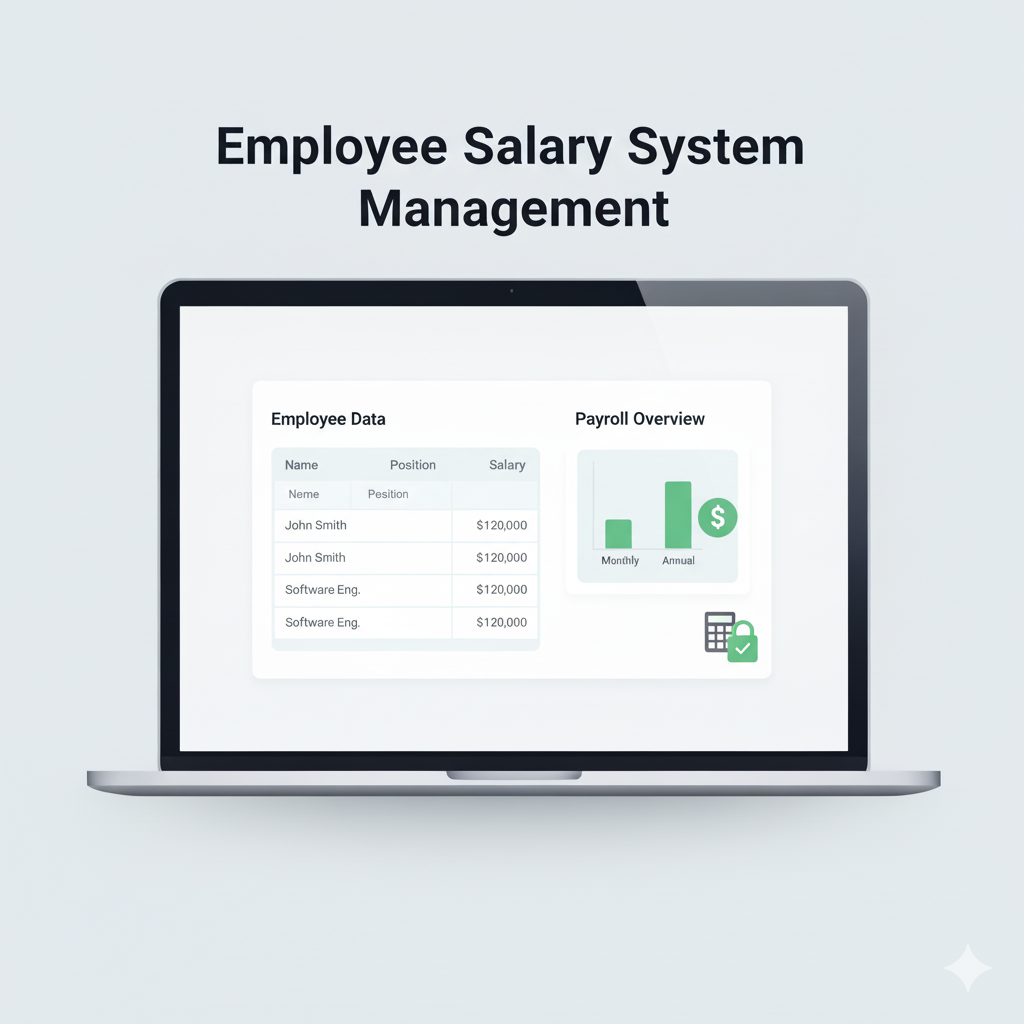 Employee Salary System
Management
Employee Data
Name Position Salary
Neme Pesition
John Smith $120,000
John Smith $120,000
Software Eng. $120,000
Software Eng. $120,000
Payroll Overview
$
Monthly Annual